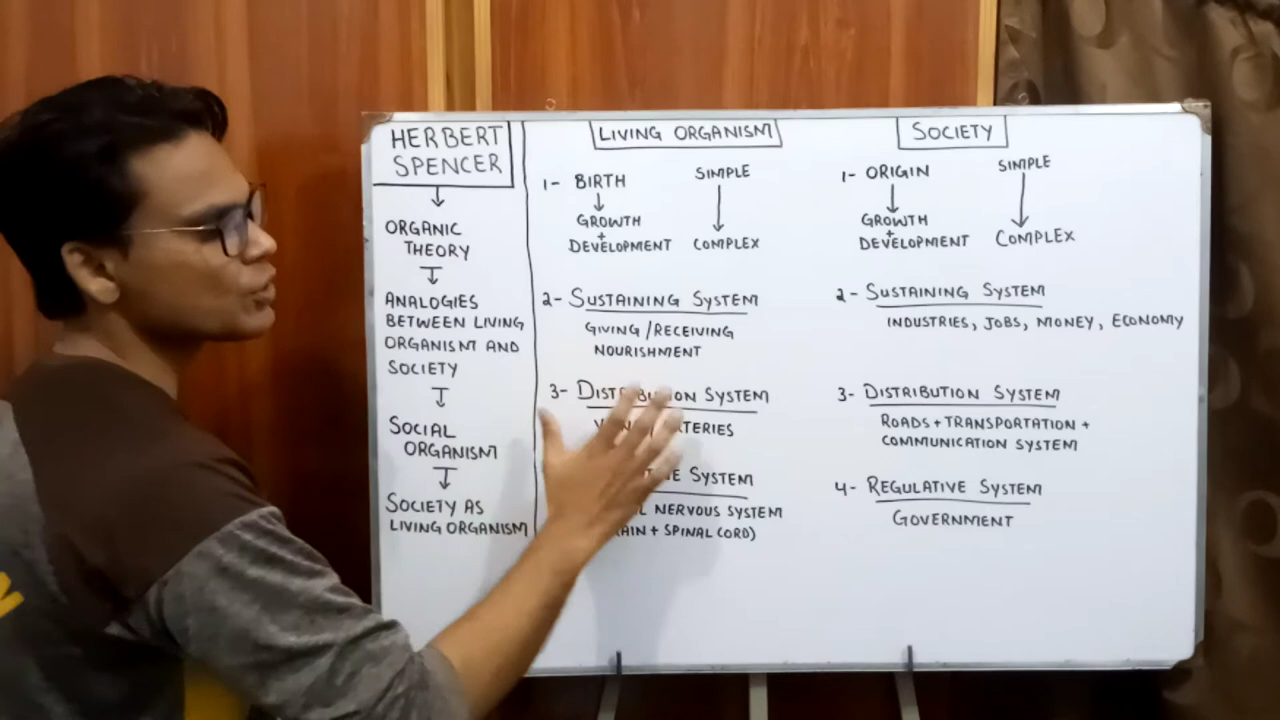 HERBERT
SPENCER
ORGANIC
THEORY
ANALOGIES
BETWEEN LIVING
ORGANISM AND
SOCIETY
SOCIAL
ORGANISM
SOCIETY AS
LIVING ORGANISM
LIVING ORGANISM
1- BIRTH
GROWTH
+
DEVELOPMENT
SIMPLE
COMPLEX
2- SUSTAINING SYSTEM
GIVING/RECEIVING
NOURISHMENT
3- DISTRIBUTION SYSTEM
SYSTEM
NERVOUS SYSTEM
+ SPINAL CORD)
SOCIETY
1- ORIGIN
GROWTH
+
DEVELOPMENT
SIMPLE
COMPLEX
2- SUSTAINING SYSTEM
INDUSTRIES, JOBS, MONEY, ECONOMY
3- DISTRIBUTION SYSTEM
ROADS+TRANSPORTATION+
COMMUNICATION SYSTEM
4- REGULATIVE SYSTEM
GOVERNMENT